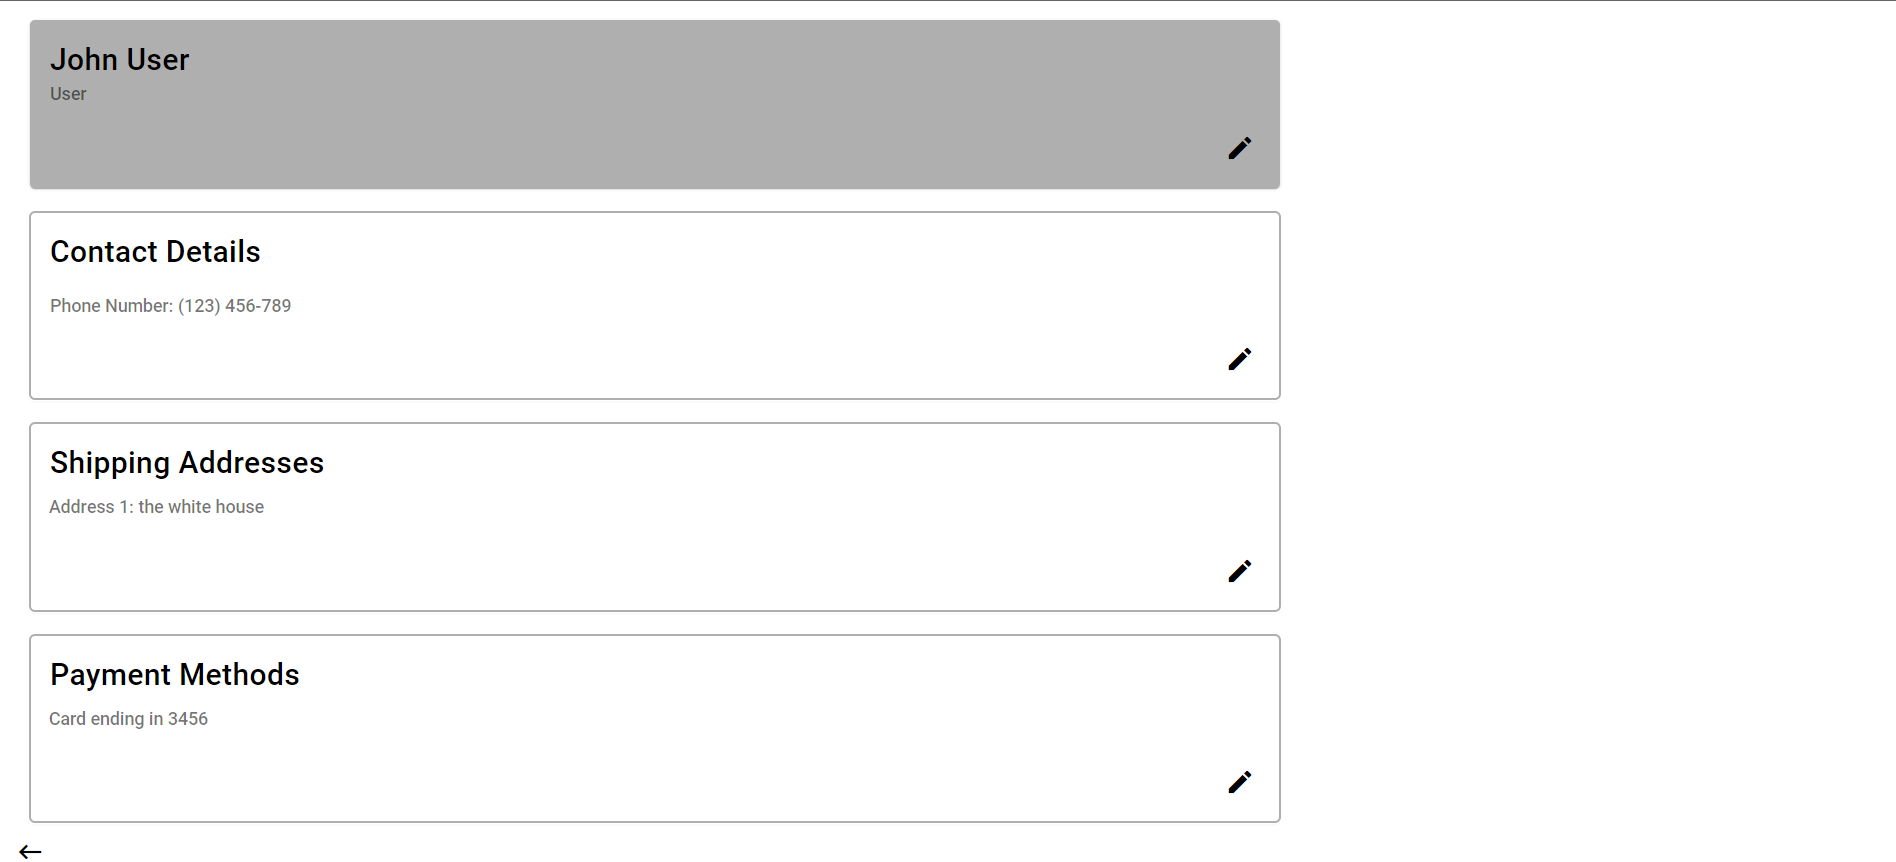 John User
User
Contact Details
Phone Number: (123) 456-789
Shipping Addresses
Address 1: the white house
Payment Methods
Card ending in 3456